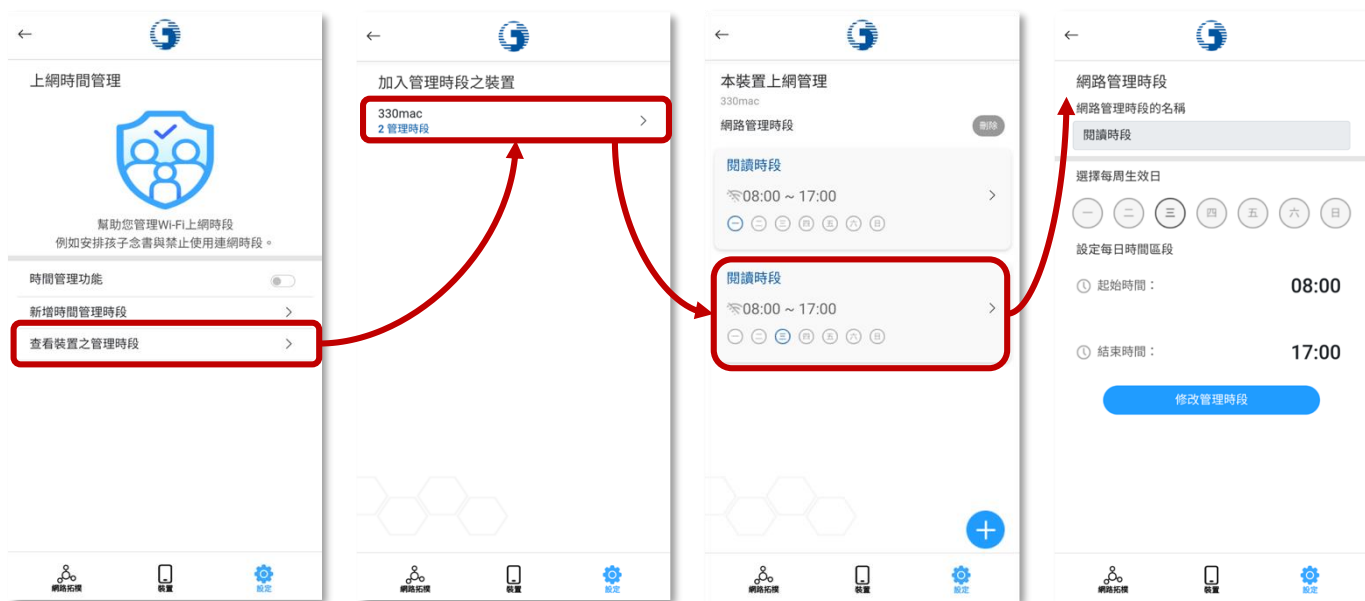 上網時間管理
幫助您管理Wi-Fi上網時段
例如安排孩子念書與禁止使用連網時段。
時間管理功能
新增時間管理時段
查看裝置之管理時段
網路拓樸
裝置
設定
加入管理時段之裝置
330mac
2 管理時段
網路拓樸
裝置
設定
本裝置上網管理
330mac
網路管理時段
刪除
閱讀時段
08:00 ~ 17:00
一 二 三 四 五 六 日
閱讀時段
08:00 ~ 17:00
一 二 三 四 五 六 日
網路拓樸
裝置
設定
網路管理時段
網路管理時段的名稱
閱讀時段
選擇每周生效日
一 二 三 四 五 六 日
設定每日時間區段
起始時間： 08:00
結束時間： 17:00
修改管理時段
網路拓樸
裝置
設定